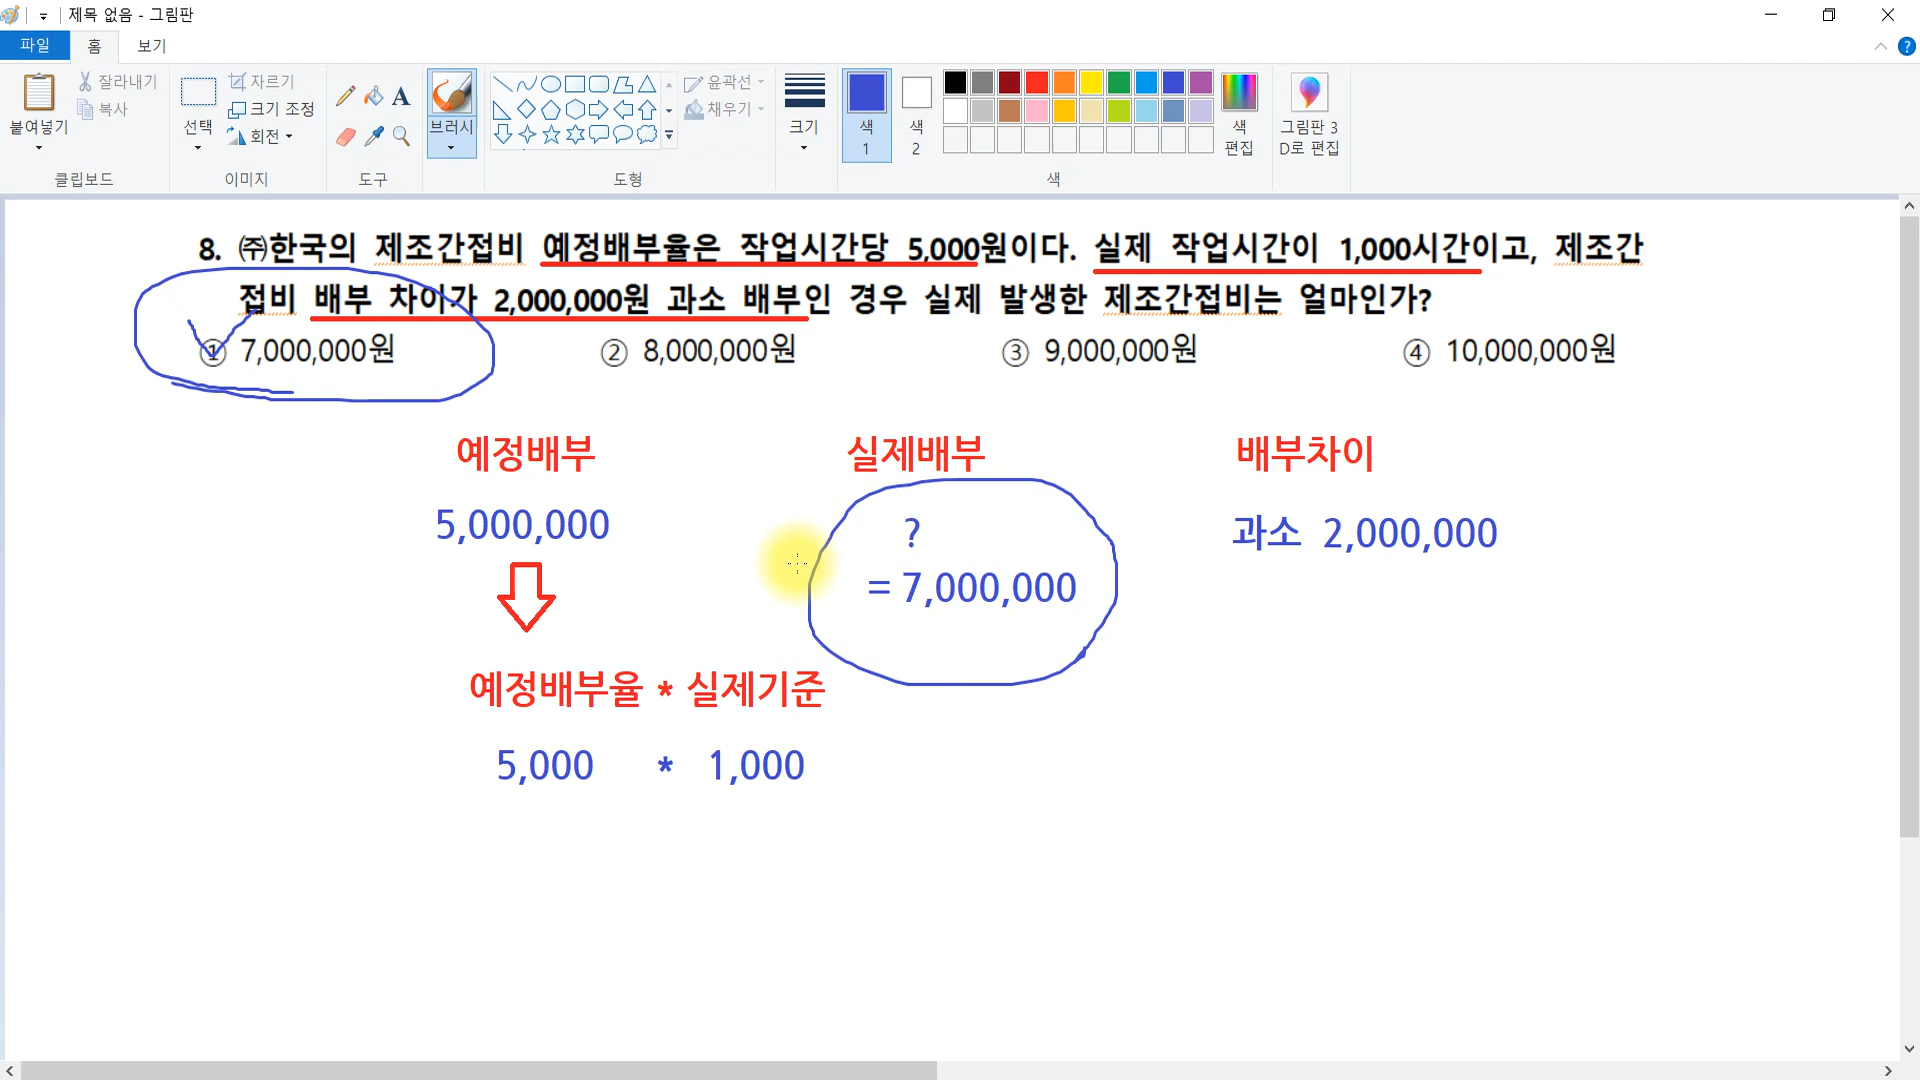 제목 없음 - 그림판
파일 홈 보기
붙여넣기
잘라내기
복사
클립보드
선택
자르기
크기 조정
회전
이미지
A
도구
브러시
윤곽선
채우기
도형
크기
색
1
색
2
색
편집
그림판 3
D로 편집
색
8. ㈜한국의 제조간접비 예정배부율은 작업시간당 5,000원이다. 실제 작업시간이 1,000시간이고, 제조간
접비 배부 차이가 2,000,000원 과소 배부인 경우 실제 발생한 제조간접비는 얼마인가?
① 7,000,000원 ② 8,000,000원 ③ 9,000,000원 ④ 10,000,000원
예정배부 실제배부 배부차이
5,000,000 ? 과소 2,000,000
= 7,000,000
예정배부율 * 실제기준
5,000 * 1,000